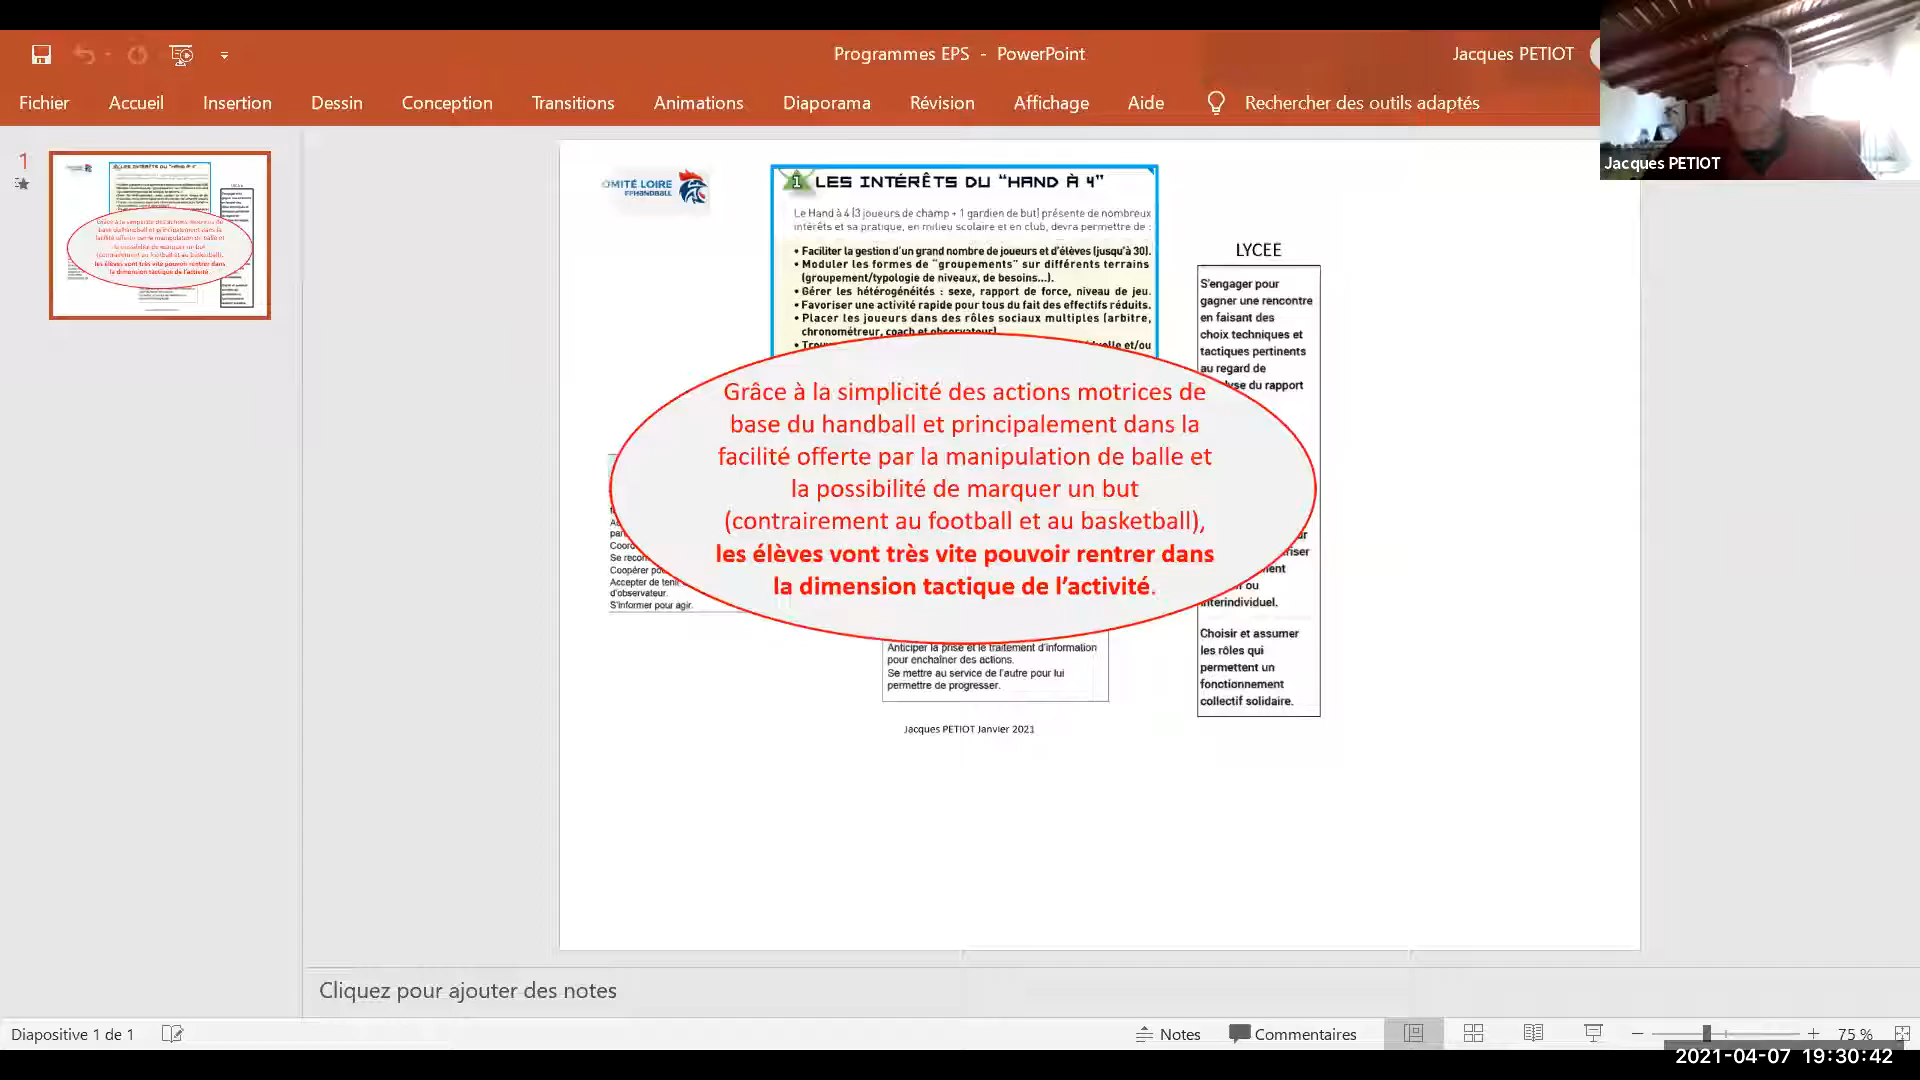 Programmes EPS - PowerPoint
Jacques PETIOT
Fichier
Accueil
Insertion
Dessin
Conception
Transitions
Animations
Diaporama
Révision
Affichage
Aide
Rechercher des outils adaptés
Jacques PETIOT
1
OMITÉ LOIRE
FFHANDBALL
1 LES INTÉRÊTS DU "HAND À 4"
Le Hand à 4 (3 joueurs de champ + 1 gardien de but) présente de nombreux
intérêts et sa pratique, en milieu scolaire et en club, devra permettre de :
• Faciliter la gestion d'un grand nombre de joueurs et d'élèves (jusqu'à 30).
• Moduler les formes de "groupements" sur différents terrains
(groupement/typologie de niveaux, de besoins...).
• Gérer les hétérogénéités : sexe, rapport de force, niveau de jeu.
• Favoriser une activité rapide pour tous du fait des effectifs réduits.
• Placer les joueurs dans des rôles sociaux multiples (arbitre,
chronométreur, coach et observateur).
et/ou
LYCEE
S'engager pour
gagner une rencontre
en faisant des
choix techniques et
tactiques pertinents
au regard de
du rapport
Grâce à la simplicité des actions motrices de
base du handball et principalement dans la
facilité offerte par la manipulation de balle et
la possibilité de marquer un but
(contrairement au football et au basketball),
les élèves vont très vite pouvoir rentrer dans
la dimension tactique de l'activité.
Coopérer
Accepter de tenir
d'observateur.
S'informer pour agir.
ou
interindividuel.
Choisir et assumer
les rôles qui
permettent un
fonctionnement
collectif solidaire.
Anticiper la prise et le traitement d'information
pour enchaîner des actions.
Se mettre au service de l'autre pour lui
permettre de progresser.
Jacques PETIOT Janvier 2021
Cliquez pour ajouter des notes
Diapositive 1 de 1
Notes
Commentaires
75 %
2021-04-07 19:30:42